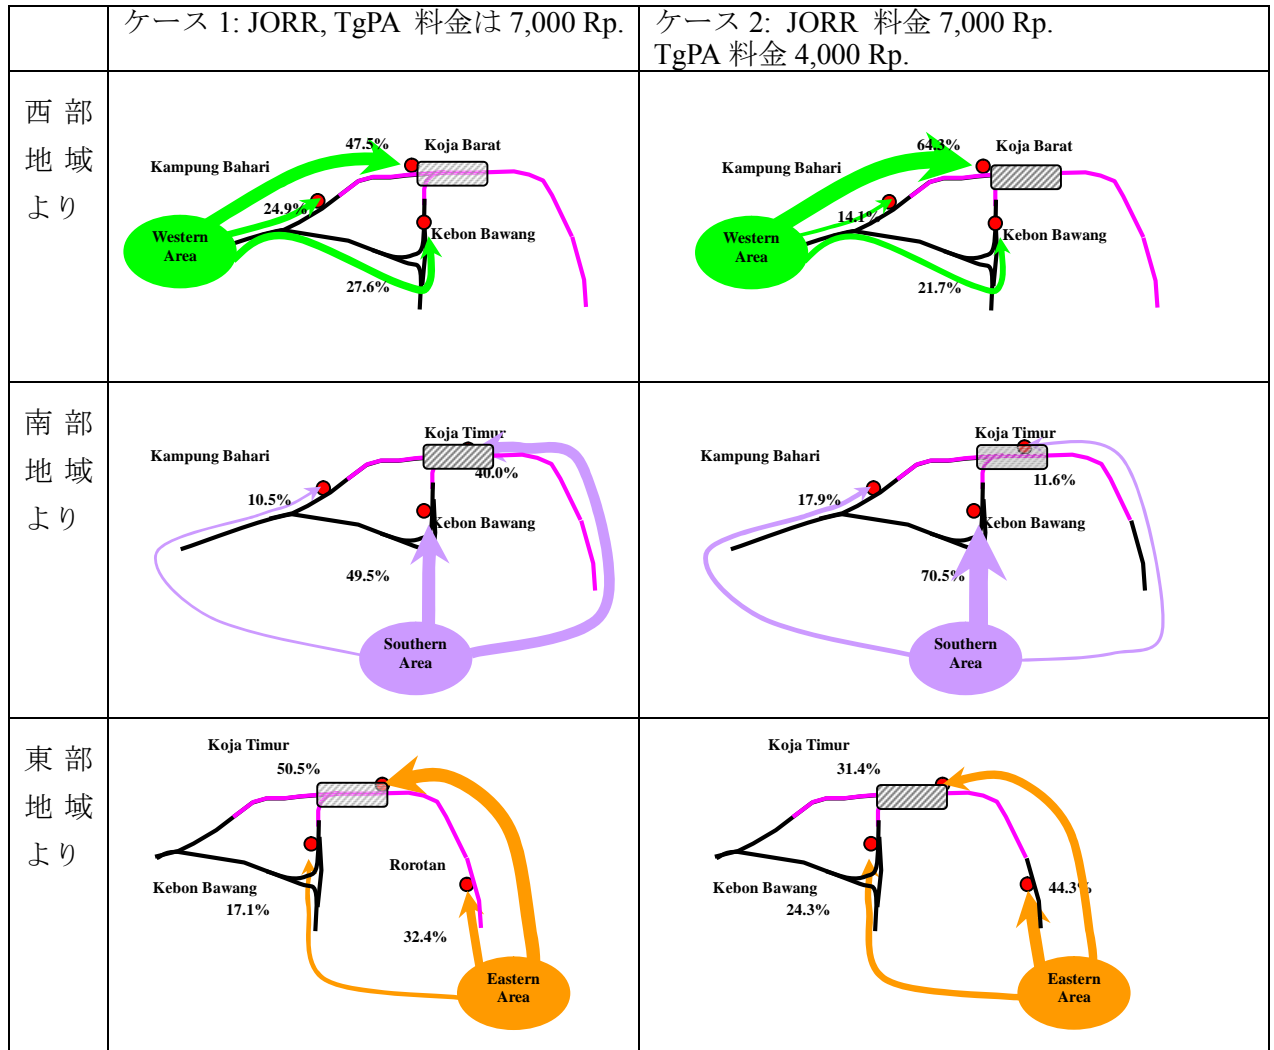 ケース 1: JORR, TgPA 料金は 7,000 Rp.
ケース 2: JORR 料金 7,000 Rp.
TgPA 料金 4,000 Rp.
西部
地域
より
47.5%
Koja Barat
Kampung Bahari
24.9%
Western
Area
Kebon Bawang
27.6%
64.3%
Koja Barat
Kampung Bahari
14.1%
Western
Area
Kebon Bawang
21.7%
南部
地域
より
Koja Timur
Kampung Bahari
40.0%
10.5%
Kebon Bawang
49.5%
Southern
Area
Koja Timur
Kampung Bahari
11.6%
17.9%
Kebon Bawang
70.5%
Southern
Area
東部
地域
より
Koja Timur
50.5%
Rorotan
Kebon Bawang
17.1%
32.4%
Eastern
Area
Koja Timur
31.4%
Kebon Bawang
44.3%
24.3%
Eastern
Area